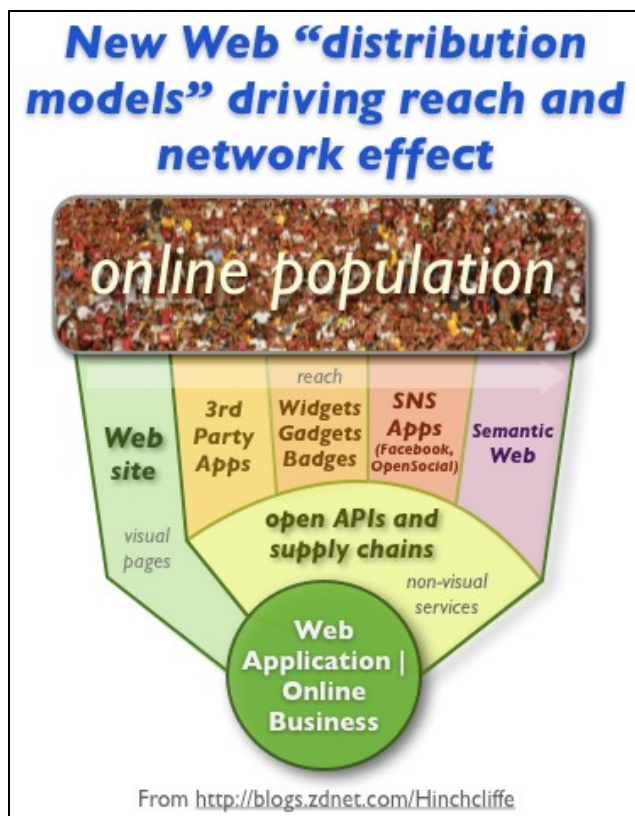 New Web “distribution
models” driving reach and
network effect
online population
reach
Web
site
3rd
Party
Apps
Widgets
Gadgets
Badges
SNS
Apps
(Facebook,
OpenSocial)
Semantic
Web
visual
pages
open APIs and
supply chains
non-visual
services
Web
Application |
Online
Business
From http://blogs.zdnet.com/Hinchcliffe